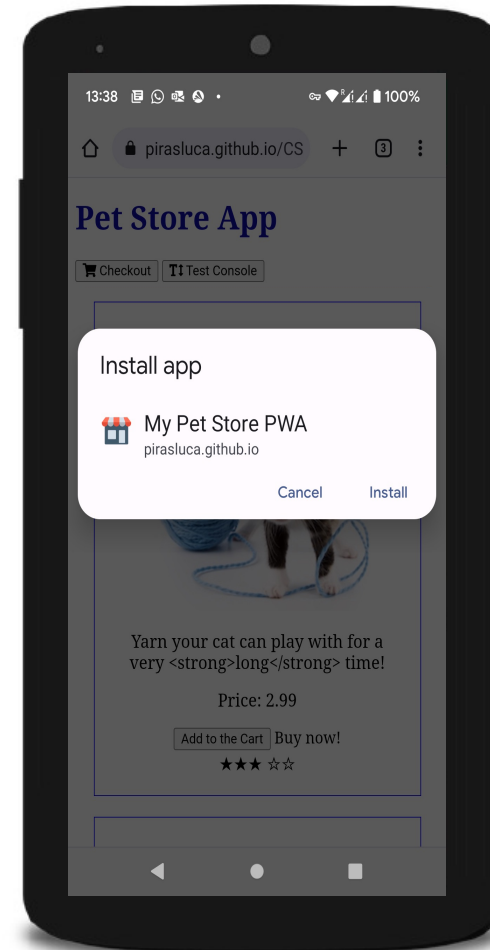 13:38
R
100%
pirasluca.github.io/CS
3
Pet Store App
Checkout
Test Console
Install app
My Pet Store PWA
pirasluca.github.io
Cancel
Install
Yarn your cat can play with for a
very <strong>long</strong> time!
Price: 2.99
Add to the Cart Buy now!